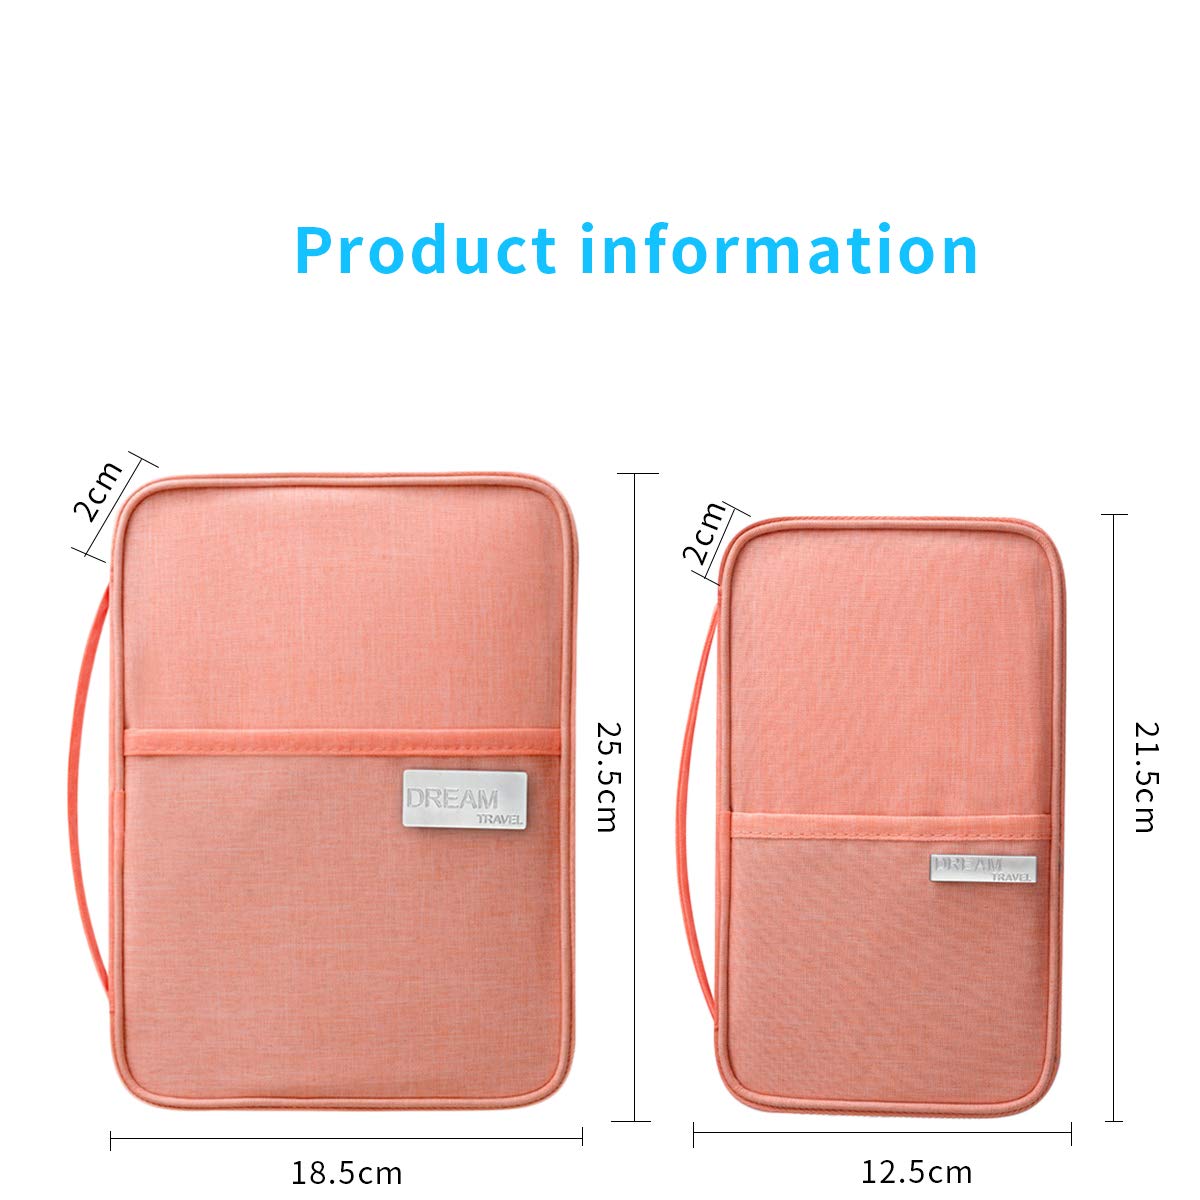 Product information
2cm
2cm
25.5cm
21.5cm
DREAM
TRAVEL
DREAM
TRAVEL
18.5cm
12.5cm